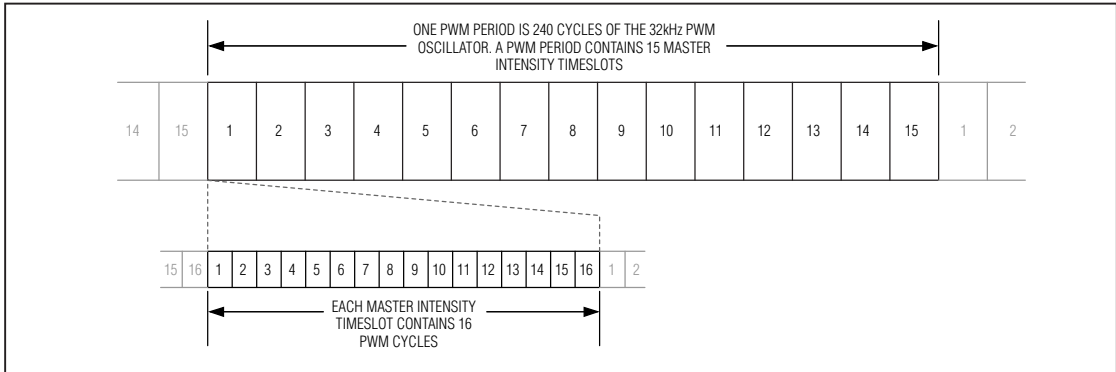 ONE PWM PERIOD IS 240 CYCLES OF THE 32kHz PWM
OSCILLATOR. A PWM PERIOD CONTAINS 15 MASTER
INTENSITY TIMESLOTS
14 15 1 2 3 4 5 6 7 8 9 10 11 12 13 14 15 1 2
15 16 1 2 3 4 5 6 7 8 9 10 11 12 13 14 15 16 1 2
EACH MASTER INTENSITY
TIMESLOT CONTAINS 16
PWM CYCLES